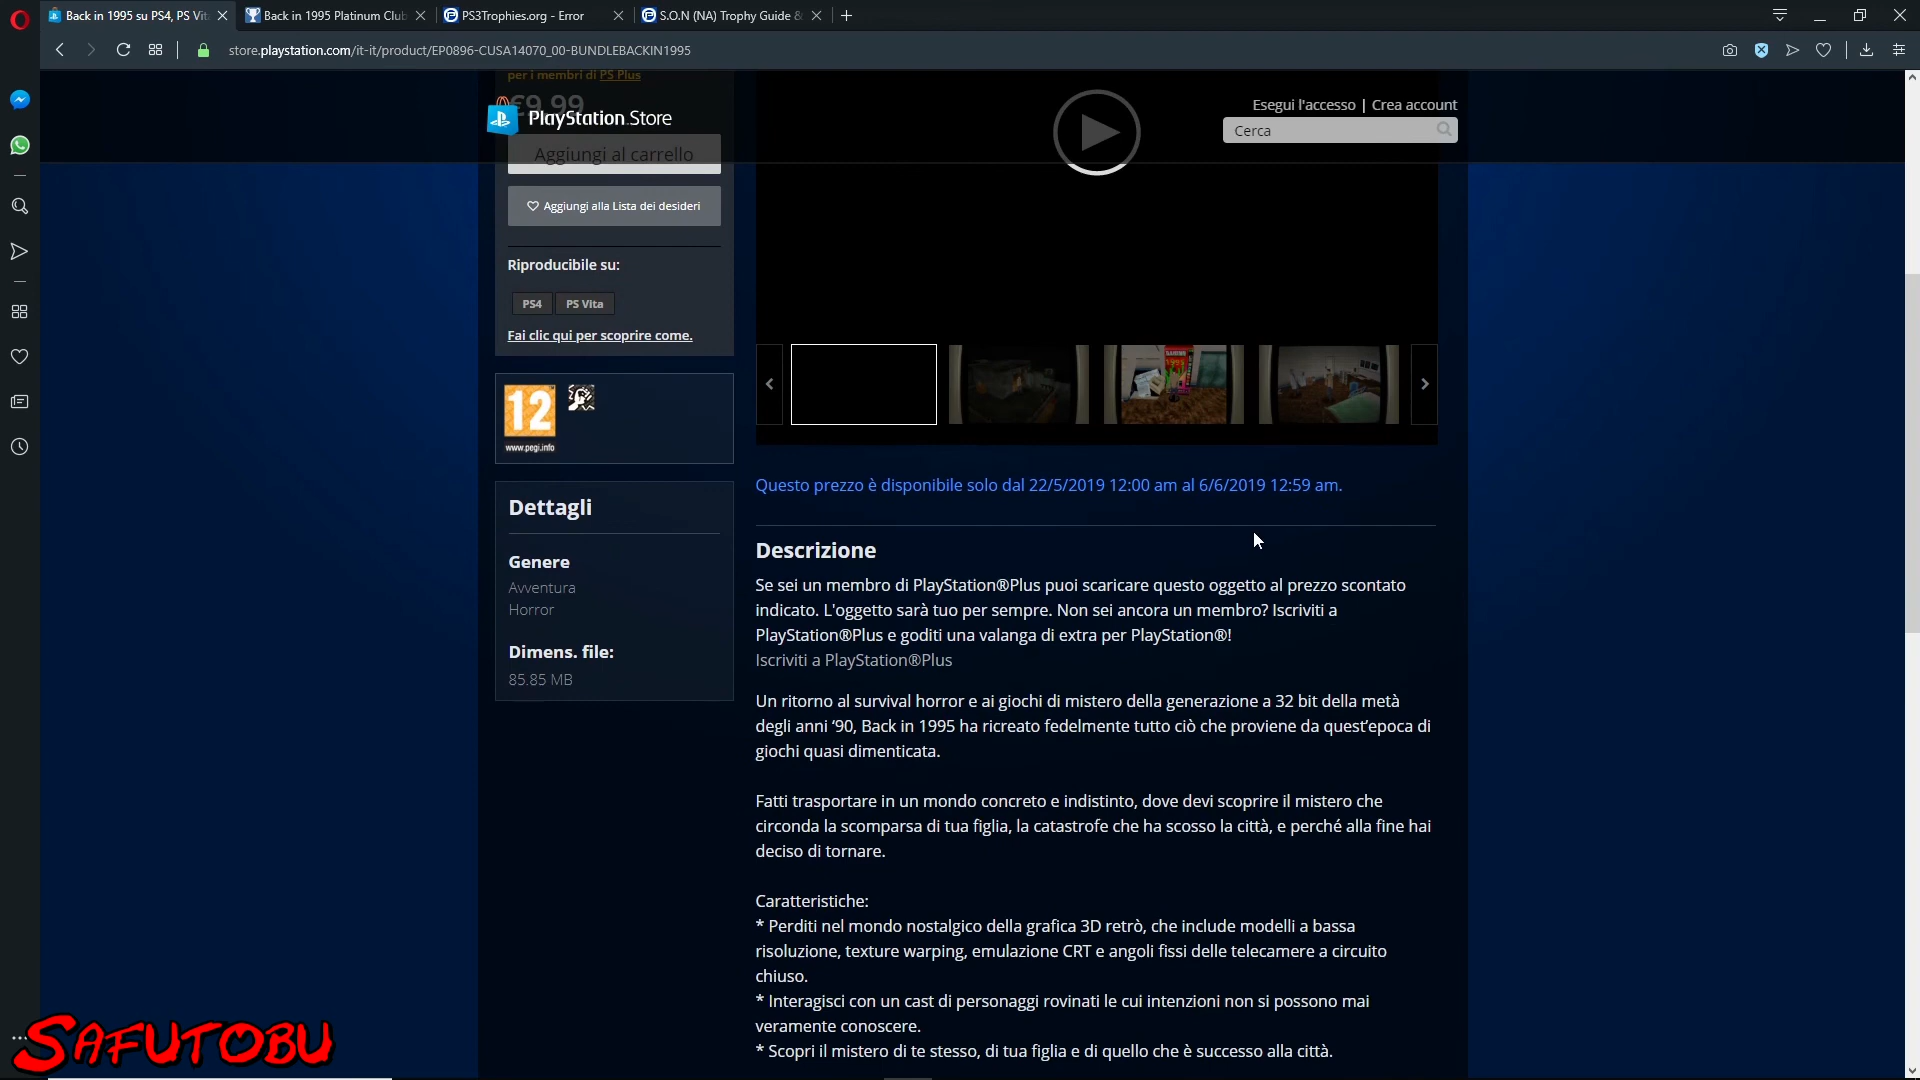 Back in 1995 su PS4, PS Vit
Back in 1995 Platinum Club
PS3Trophies.org - Error
S.O.N (NA) Trophy Guide &
store.playstation.com/it-it/product/EP0896-CUSA14070_00-BUNDLEBACKIN1995
per i membri di PS Plus
€9,99
PlayStation.Store
Esegui l'accesso | Crea account
Cerca
Aggiungi al carrello
Aggiungi alla Lista dei desideri
Riproducibile su:
PS4
PS Vita
Fai clic qui per scoprire come.
12
www.pegi.info
Dettagli
Genere
Avventura
Horror
Dimens. file:
85.85 MB
Questo prezzo è disponibile solo dal 22/5/2019 12:00 am al 6/6/2019 12:59 am.
Descrizione
Se sei un membro di PlayStation®Plus puoi scaricare questo oggetto al prezzo scontato
indicato. L'oggetto sarà tuo per sempre. Non sei ancora un membro? Iscriviti a
PlayStation®Plus e goditi una valanga di extra per PlayStation®!
Iscriviti a PlayStation®Plus
Un ritorno al survival horror e ai giochi di mistero della generazione a 32 bit della metà
degli anni ‘90, Back in 1995 ha ricreato fedelmente tutto ciò che proviene da quest’epoca di
giochi quasi dimenticata.
Fatti trasportare in un mondo concreto e indistinto, dove devi scoprire il mistero che
circonda la scomparsa di tua figlia, la catastrofe che ha scosso la città, e perché alla fine hai
deciso di tornare.
Caratteristiche:
* Perditi nel mondo nostalgico della grafica 3D retrò, che include modelli a bassa
risoluzione, texture warping, emulazione CRT e angoli fissi delle telecamere a circuito
chiuso.
* Interagisci con un cast di personaggi rovinati le cui intenzioni non si possono mai
veramente conoscere.
* Scopri il mistero di te stesso, di tua figlia e di quello che è successo alla città.
SAFUTOBU